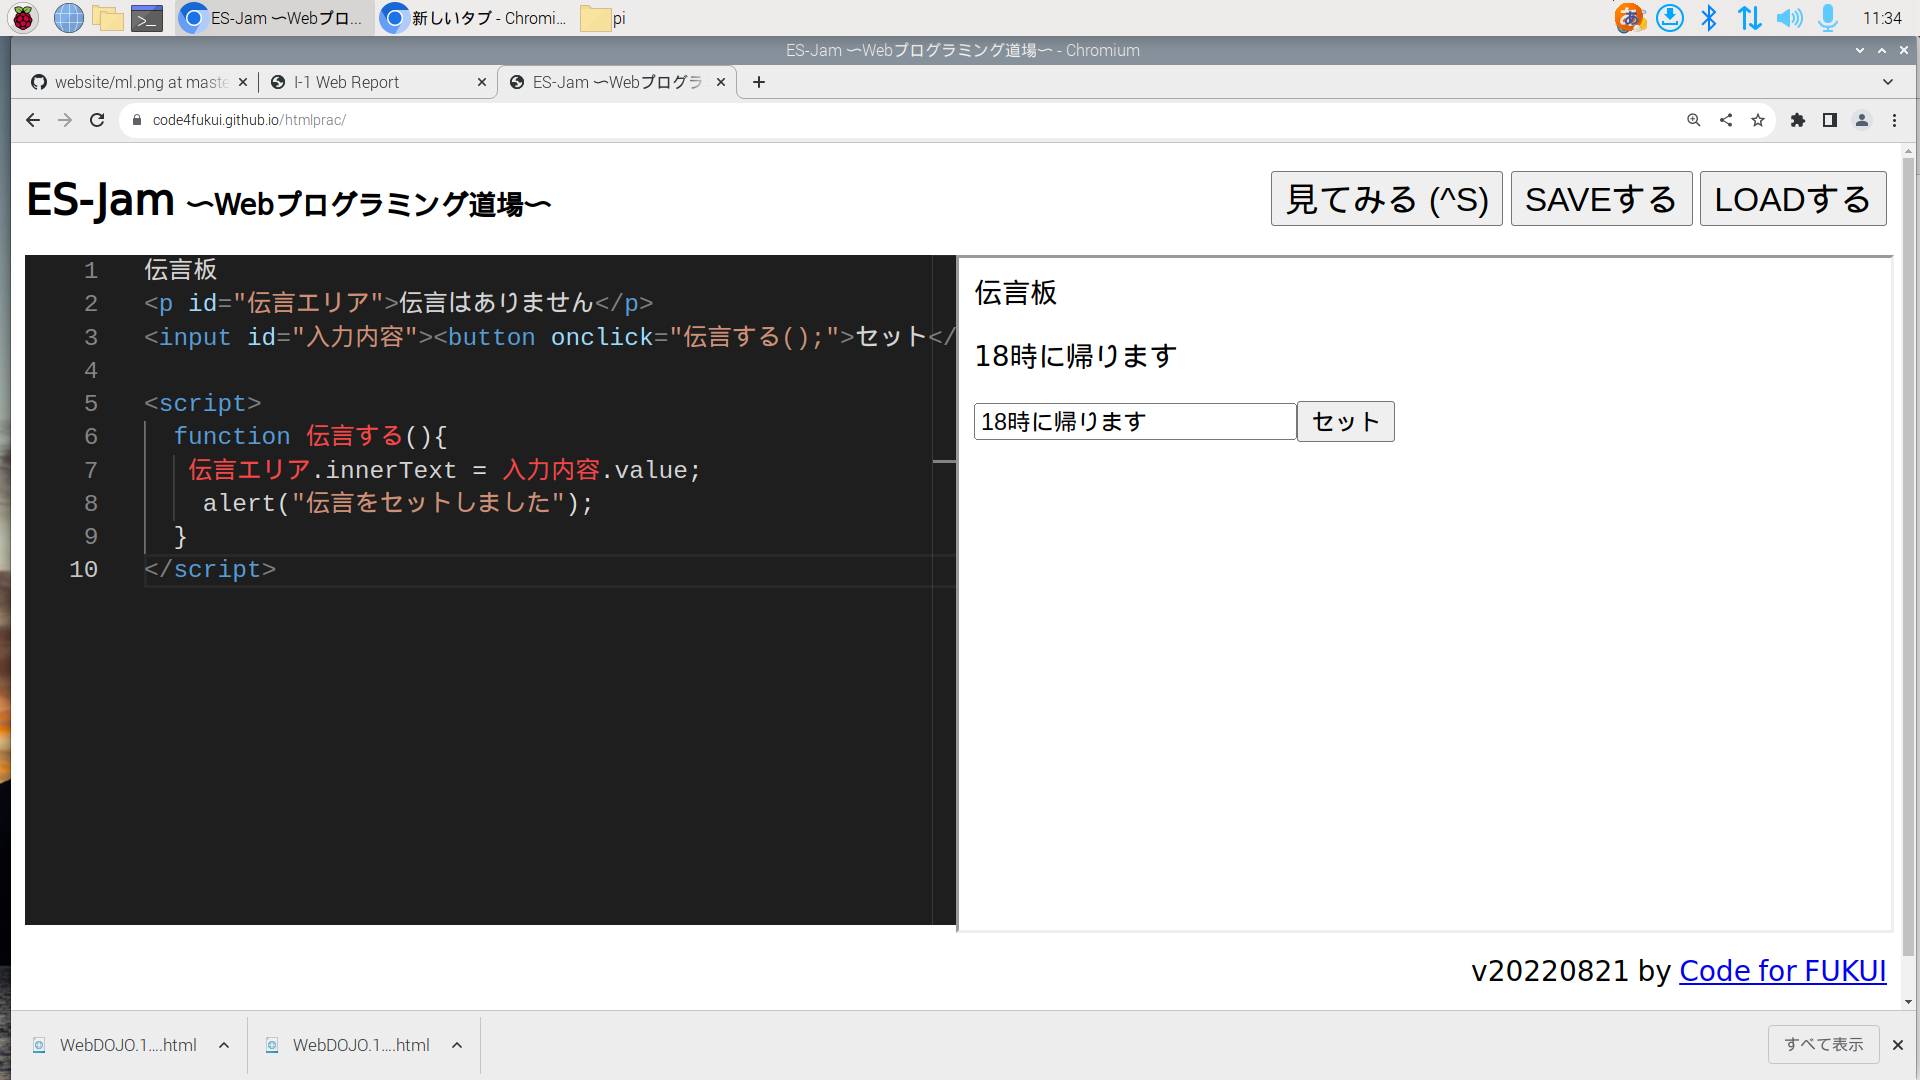 ES-Jam 〜Webプロ...
新しいタブ - Chromi...
pi
11:34
ES-Jam 〜Webプログラミング道場〜 - Chromium
website/ml.png at maste
I-1 Web Report
ES-Jam 〜Webプログラ
code4fukui.github.io/htmlprac/
ES-Jam 〜Webプログラミング道場〜
見てみる (^S)
SAVEする
LOADする
1 伝言板
2 <p id="伝言エリア">伝言はありません</p>
3 <input id="入力内容"><button onclick="伝言する();">セット</
4
5 <script>
6 function 伝言する(){
7 伝言エリア.innerText = 入力内容.value;
8 alert("伝言をセットしました");
9 }
10 </script>
伝言板
18時に帰ります
18時に帰ります
セット
v20220821 by Code for FUKUI
WebDOJO.1....html
WebDOJO.1....html
すべて表示